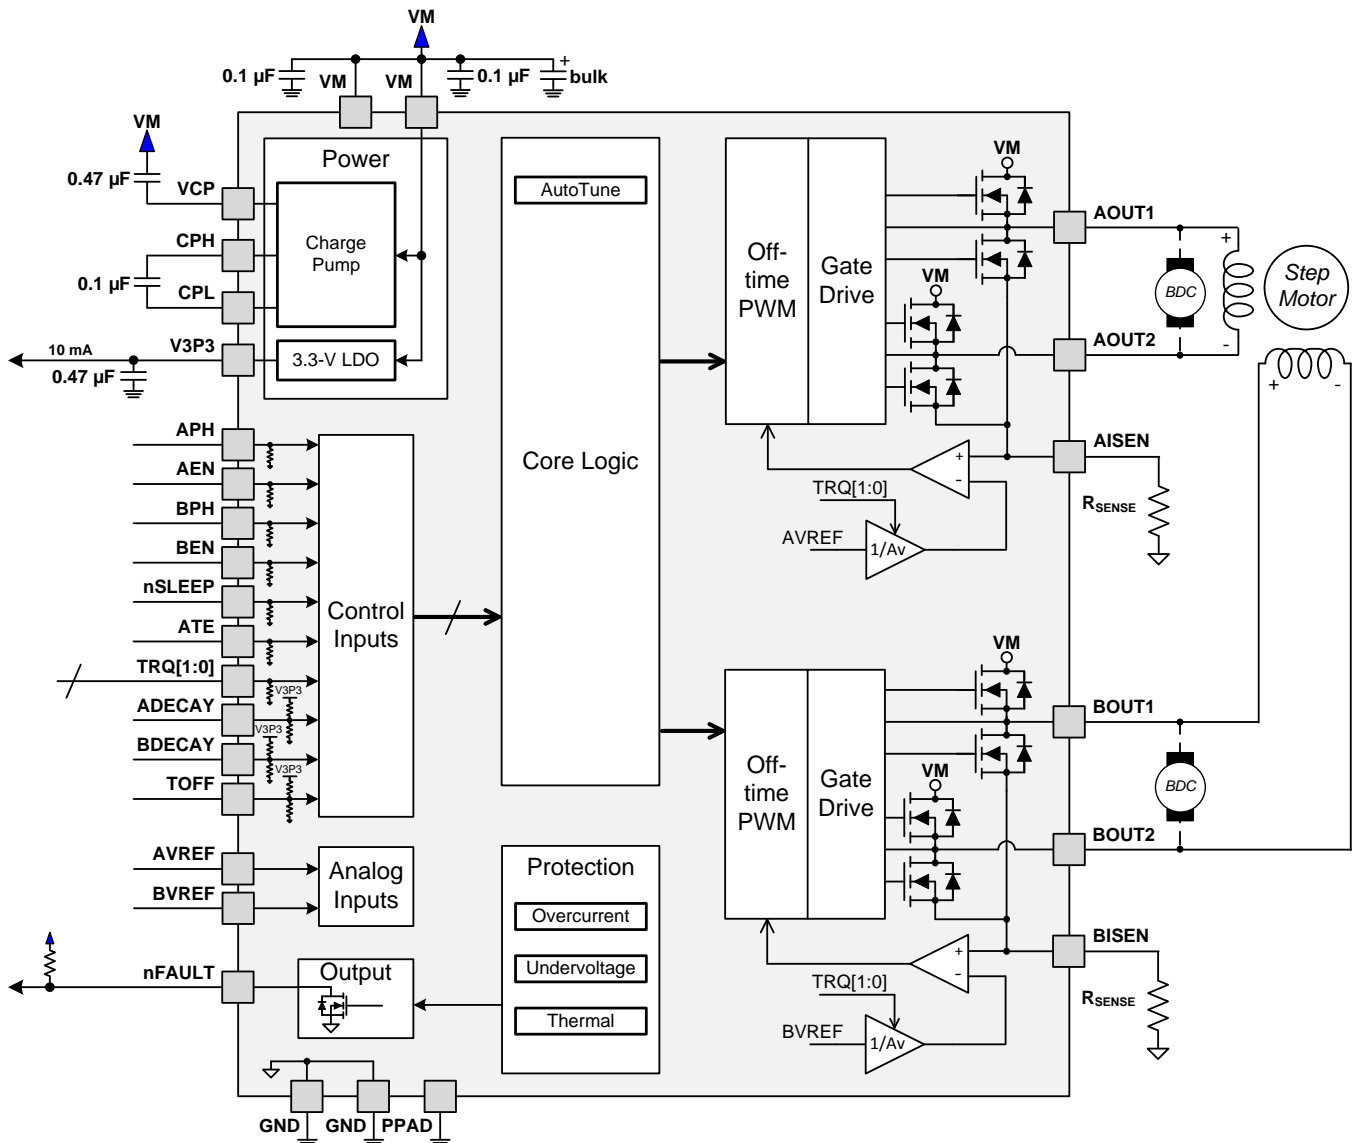 VM
0.1 µF
VM
VM
0.1 µF
+
bulk
VM
0.47 µF
VCP
CPH
0.1 µF
CPL
10 mA
V3P3
0.47 µF
Power
Charge
Pump
3.3-V LDO
APH
AEN
BPH
BEN
nSLEEP
ATE
TRQ[1:0]
V3P3
ADECAY
V3P3
BDECAY
V3P3
TOFF
Control
Inputs
AVREF
BVREF
Analog
Inputs
nFAULT
Output
GND
GND
PPAD
AutoTune
Core Logic
Protection
Overcurrent
Undervoltage
Thermal
Off-
time
PWM
Gate
Drive
VM
VM
AOUT1
AOUT2
+
-
BDC
Step
Motor
+
-
AISEN
RSENSE
+
-
TRQ[1:0]
AVREF
1/Av
Off-
time
PWM
Gate
Drive
VM
VM
BOUT1
BDC
BOUT2
BISEN
RSENSE
+
-
TRQ[1:0]
BVREF
1/Av